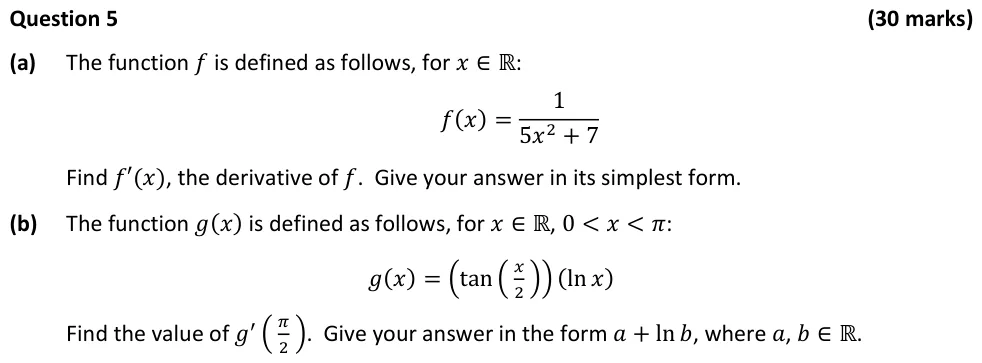 Question 5 (30 marks)
(a) The function f is defined as follows, for x ∈ ℝ:
f(x) = 1 / (5x² + 7)
Find f′(x), the derivative of f. Give your answer in its simplest form.
(b) The function g(x) is defined as follows, for x ∈ ℝ, 0 < x < π:
g(x) = (tan(x/2)) (ln x)
Find the value of g′(π/2). Give your answer in the form a + ln b, where a, b ∈ ℝ.